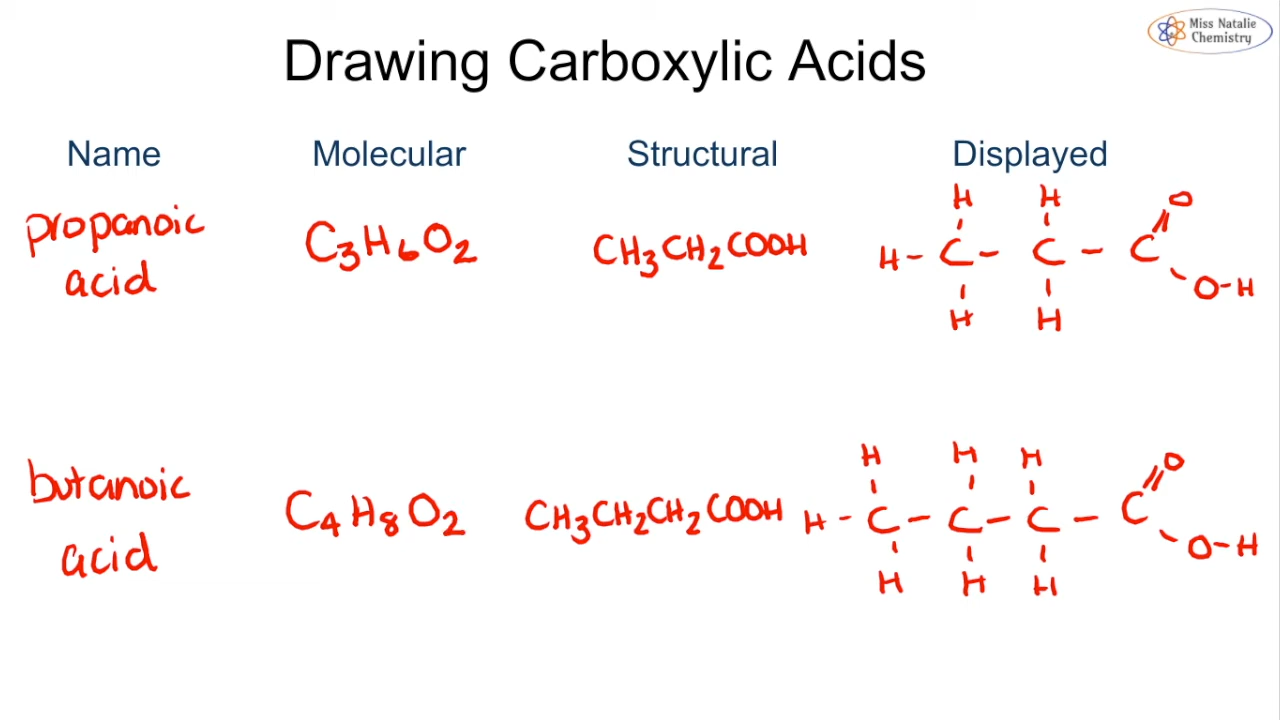 Miss Natalie
Chemistry
Drawing Carboxylic Acids
Name Molecular Structural Displayed
propanoic
acid
C3H6O2
CH3CH2COOH
H H O
H - C - C - C
O-H
H H
butanoic
acid
C4H8O2
CH3CH2CH2COOH
H H H O
H - C - C - C - C
O-H
H H H